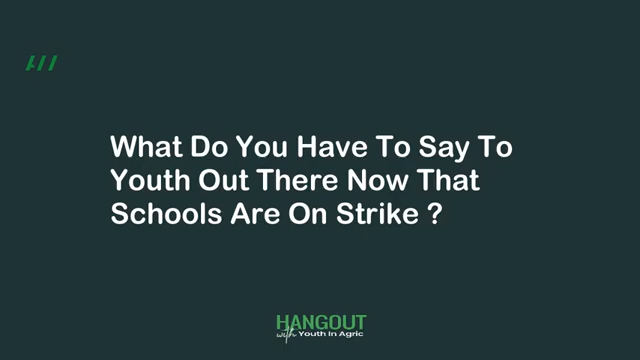 What Do You Have To Say To
Youth Out There Now That
Schools Are On Strike ?
HANGOUT
with Youth In Agric